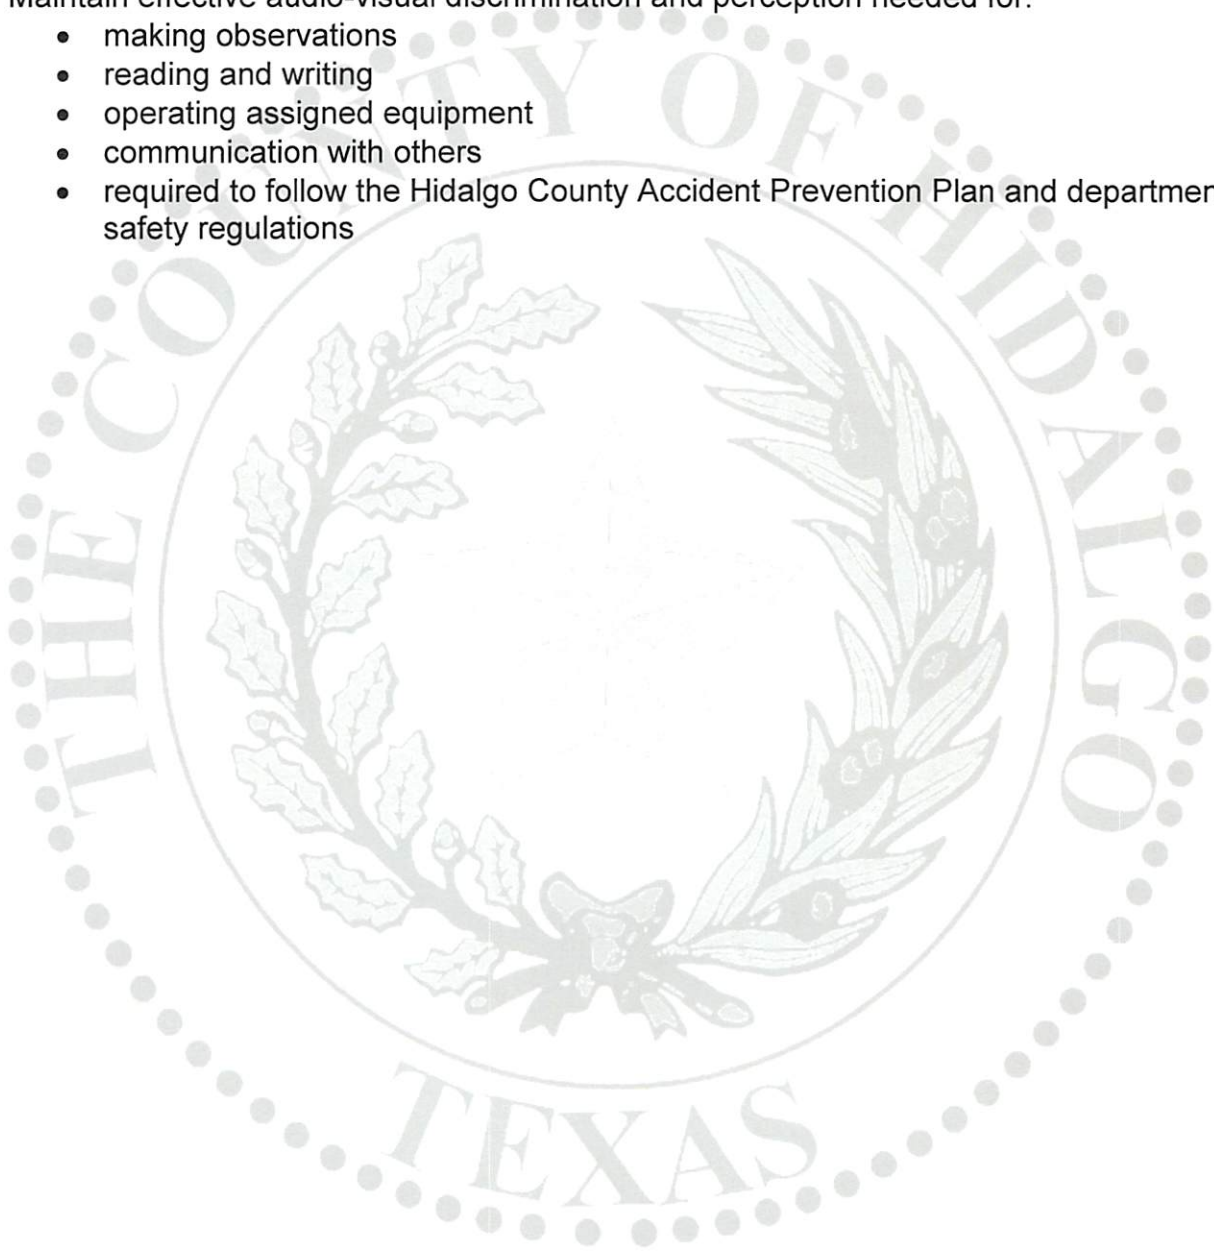 Maintain effective audio-visual discrimination and perception needed for:
• making observations
• reading and writing
• operating assigned equipment
• communication with others
• required to follow the Hidalgo County Accident Prevention Plan and
safety regulations
THE COUNTY OF HIDALGO
TEXAS